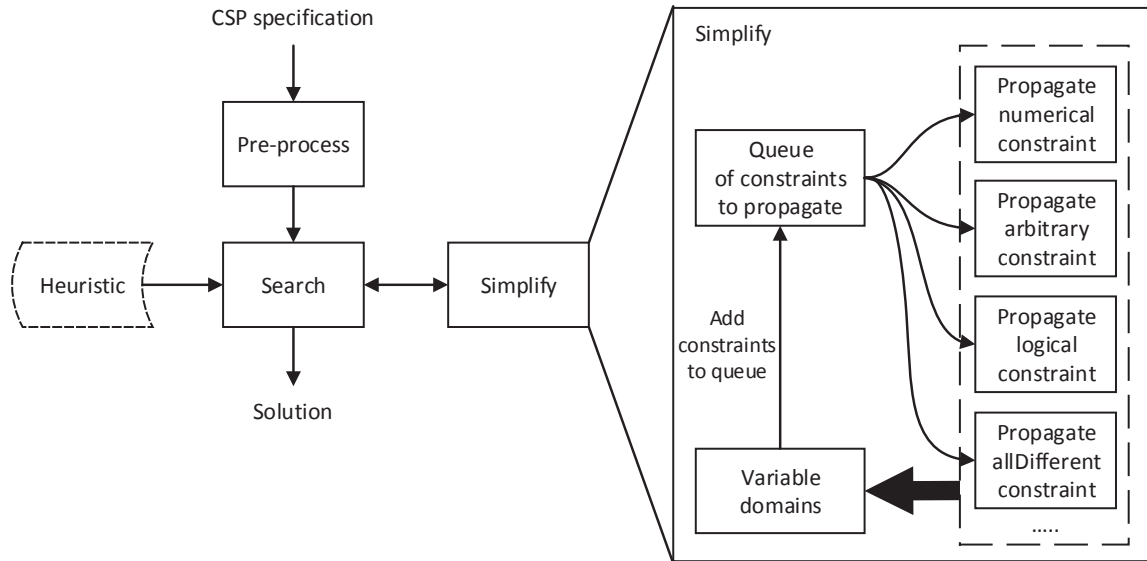 CSP specification
Pre-process
Heuristic
Search
Simplify
Solution
Simplify
Queue
of constraints
to propagate
Add
constraints
to queue
Variable
domains
Propagate
numerical
constraint
Propagate
arbitrary
constraint
Propagate
logical
constraint
Propagate
allDifferent
constraint
.....